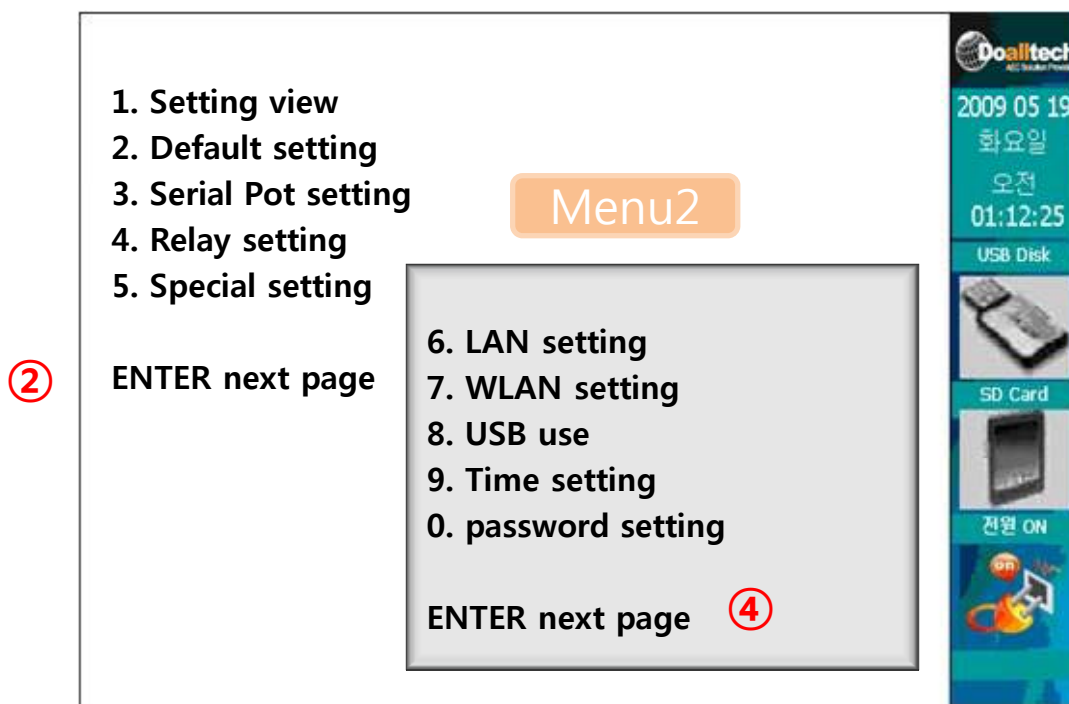 1. Setting view
2. Default setting
3. Serial Pot setting
4. Relay setting
5. Special setting
② ENTER next page
Menu2
6. LAN setting
7. WLAN setting
8. USB use
9. Time setting
0. password setting
ENTER next page ④
Doalltech
2009 05 19
화요일
오전
01:12:25
USB Disk
SD Card
전원 ON
on